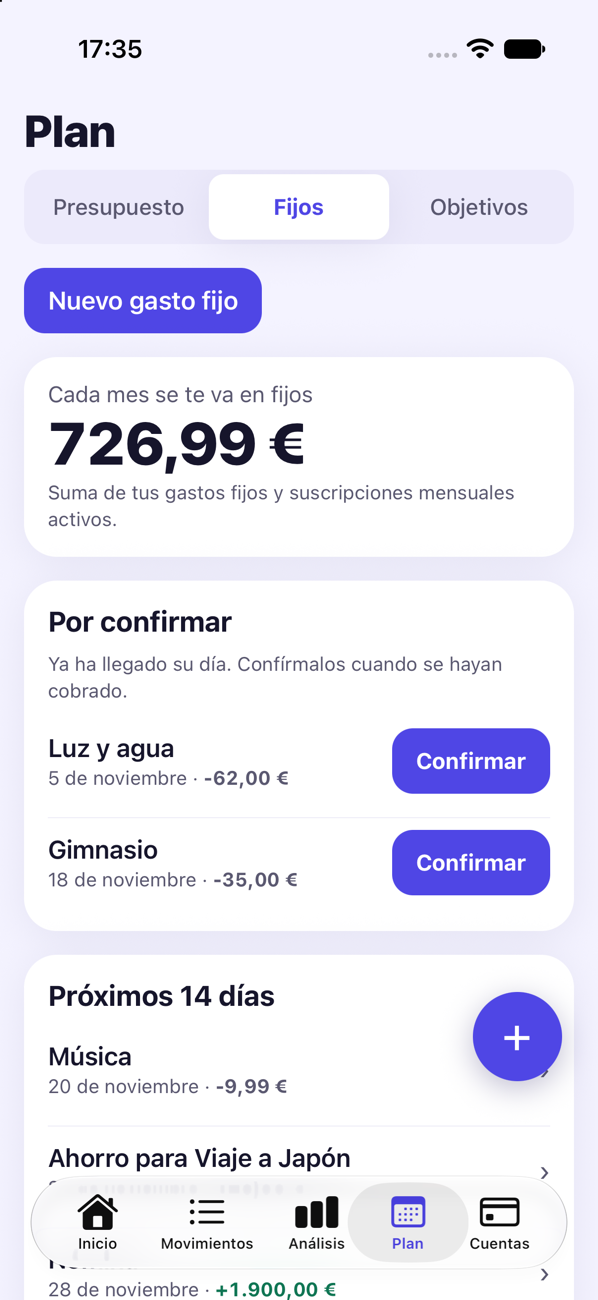 17:35
Plan
Presupuesto
Fijos
Objetivos
Nuevo gasto fijo
Cada mes se te va en fijos
726,99 €
Suma de tus gastos fijos y suscripciones mensuales
activos.
Por confirmar
Ya ha llegado su día. Confírmalos cuando se hayan
cobrado.
Luz y agua
5 de noviembre · -62,00 €
Confirmar
Gimnasio
18 de noviembre · -35,00 €
Confirmar
Próximos 14 días
Música
20 de noviembre · -9,99 €
+
Ahorro para Viaje a Japón
Inicio
Movimientos
Análisis
Plan
Cuentas
28 de noviembre · +1.900,00 €